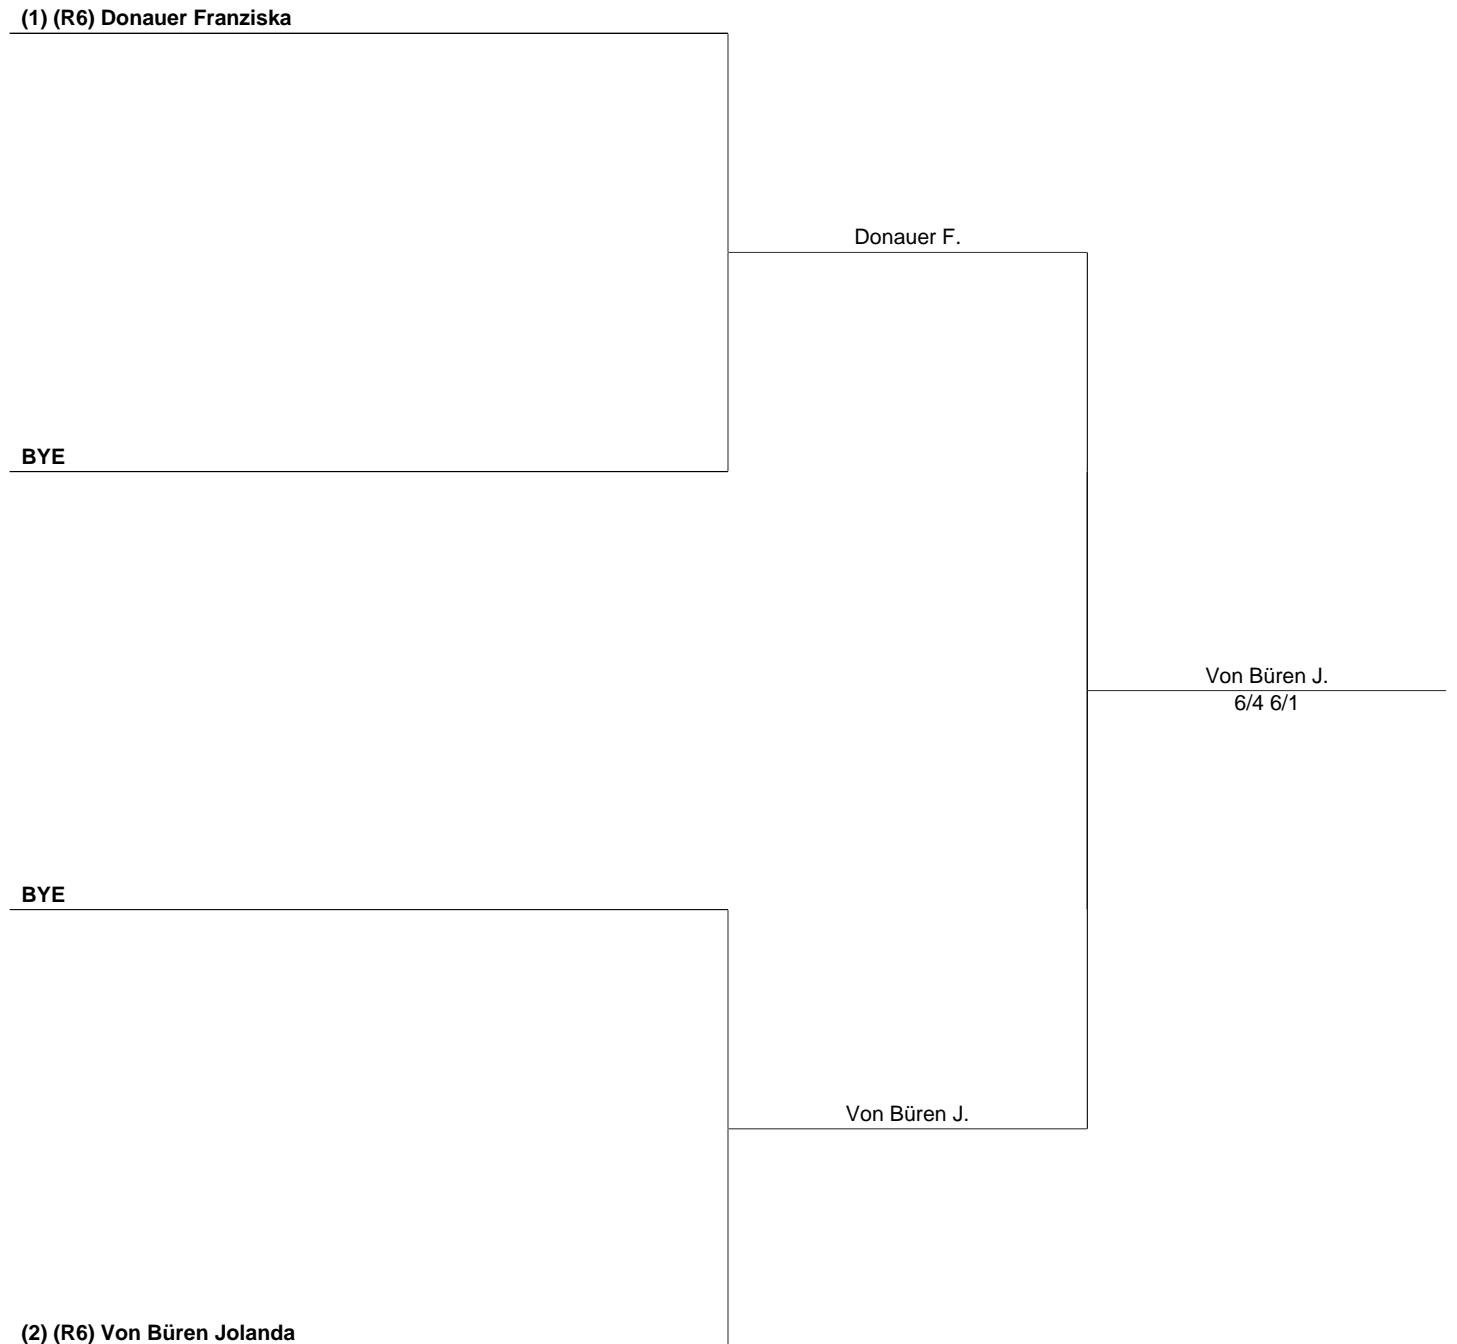 (1) (R6) Donauer Franziska
Donauer F.
BYE
Von Büren J.
6/4 6/1
BYE
Von Büren J.
(2) (R6) Von Büren Jolanda